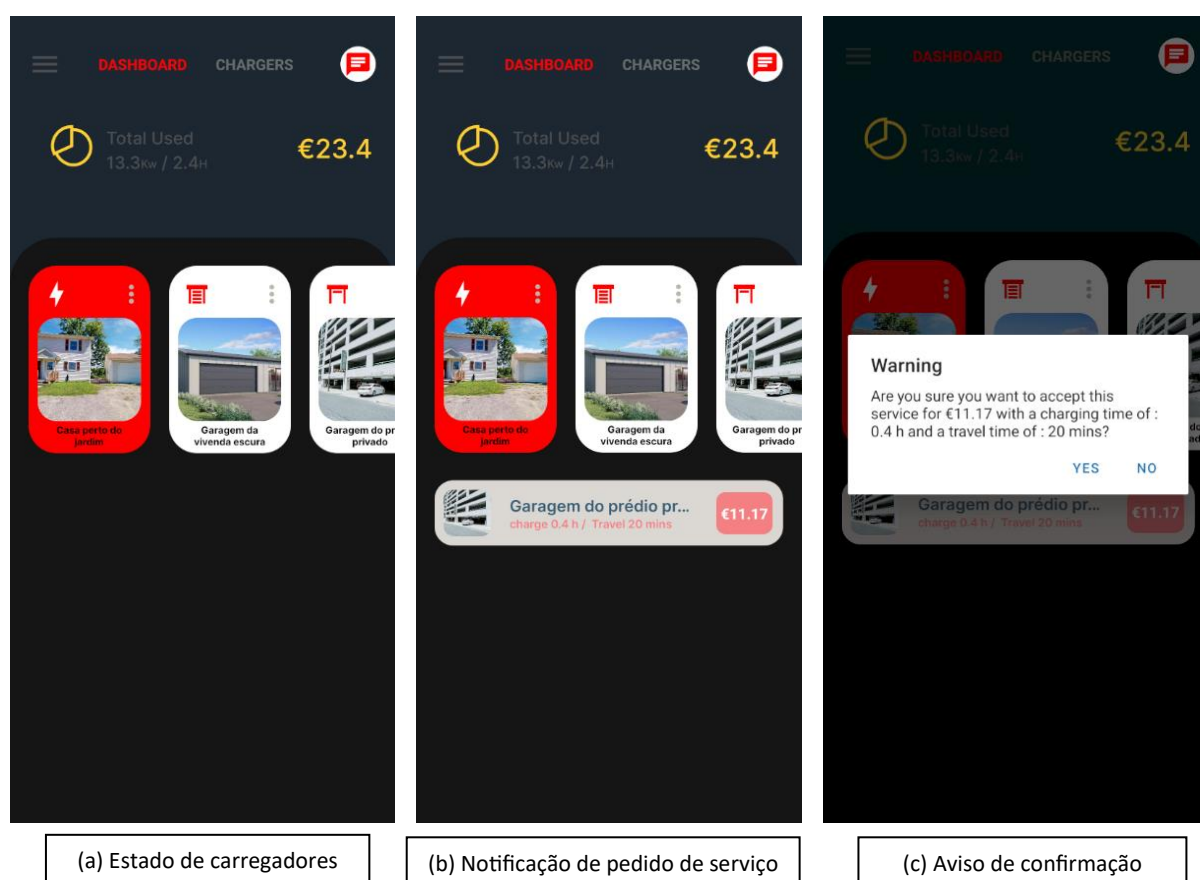 DASHBOARD CHARGERS
Total Used
13.3Kw / 2.4H
€23.4
Casa perto do
jardim
Garagem da
vivenda escura
Garagem do pr
privado
(a) Estado de carregadores
DASHBOARD CHARGERS
Total Used
13.3Kw / 2.4H
€23.4
Casa perto do
jardim
Garagem da
vivenda escura
Garagem do pr
privado
Garagem do prédio pr...
charge 0.4 h / Travel 20 mins
€11.17
(b) Notificação de pedido de serviço
DASHBOARD CHARGERS
Total Used
13.3Kw / 2.4H
€23.4
Warning
Are you sure you want to accept this
service for €11.17 with a charging time of :
0.4 h and a travel time of : 20 mins?
YES NO
Garagem do prédio pr...
charge 0.4 h / Travel 20 mins
€11.17
(c) Aviso de confirmação